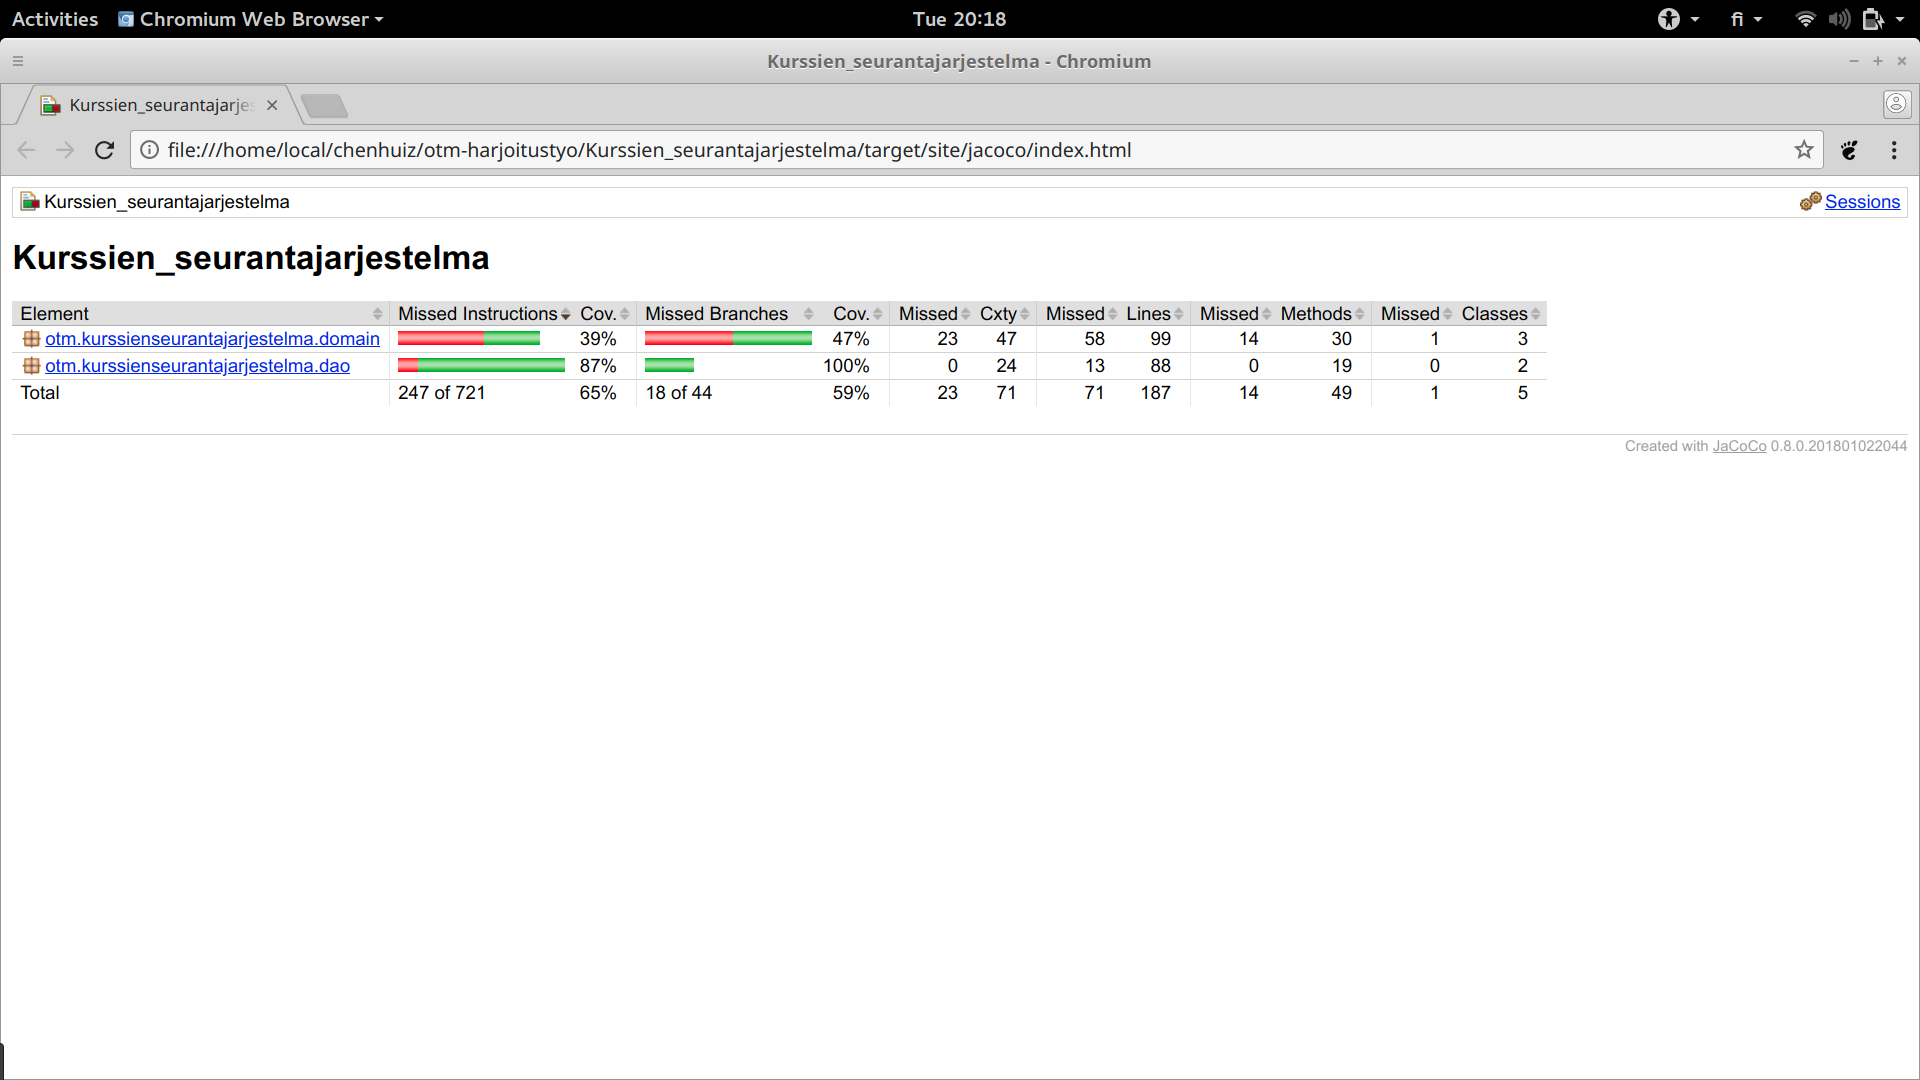 Activities Chromium Web Browser Tue 20:18 fi
Kurssien_seurantajarjestelma - Chromium
Kurssien_seurantajarjes
file:///home/local/chenhuiz/otm-harjoitustyo/Kurssien_seurantajarjestelma/target/site/jacoco/index.html
Kurssien_seurantajarjestelma Sessions
Kurssien_seurantajarjestelma
Element Missed Instructions Cov. Missed Branches Cov. Missed Cxty Missed Lines Missed Methods Missed Classes
otm.kurssienseurantajarjestelma.domain 39% 47% 23 47 58 99 14 30 1 3
otm.kurssienseurantajarjestelma.dao 87% 100% 0 24 13 88 0 19 0 2
Total 247 of 721 65% 18 of 44 59% 23 71 71 187 14 49 1 5
Created with JaCoCo 0.8.0.201801022044